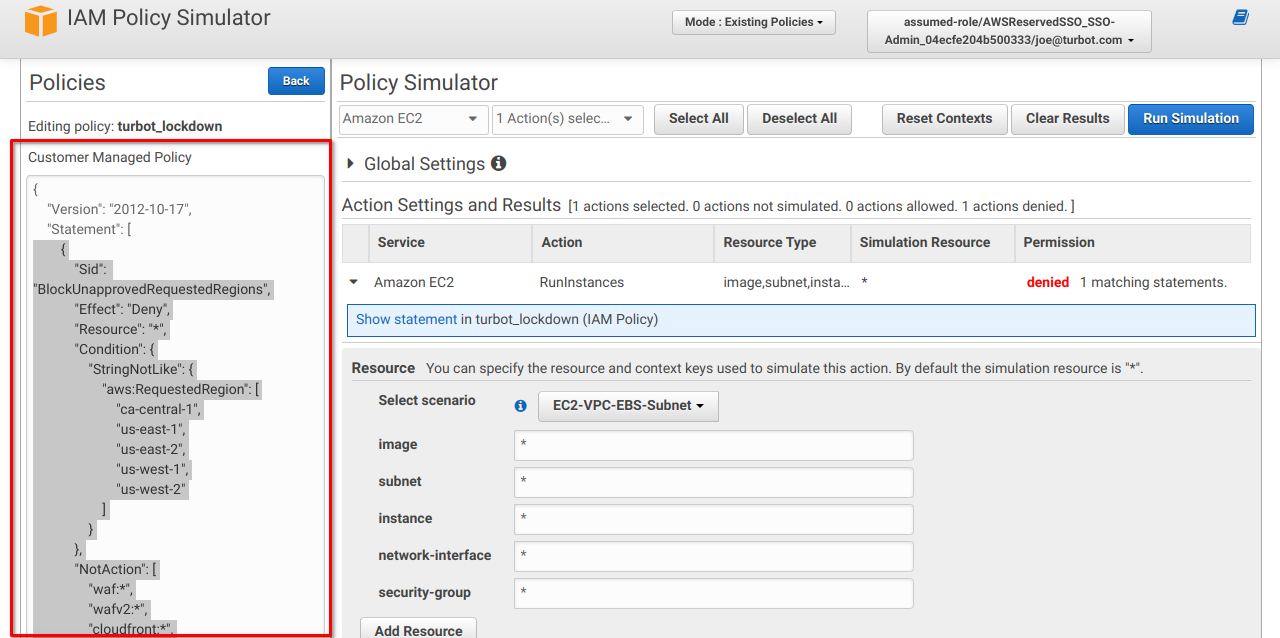 IAM Policy Simulator
Mode : Existing Policies
assumed-role/AWSReservedSSO_SSO-
Admin_04ecfe204b500333/joe@turbot.com
Policies
Back
Editing policy: turbot_lockdown
Customer Managed Policy
{
"Version": "2012-10-17",
"Statement": [
{
"Sid":
"BlockUnapprovedRequestedRegions",
"Effect": "Deny",
"Resource": "*",
"Condition": {
"StringNotLike": {
"aws:RequestedRegion": [
"ca-central-1",
"us-east-1",
"us-east-2",
"us-west-1",
"us-west-2"
]
}
},
"NotAction": [
"waf:*",
"wafv2:*",
"cloudfront:*",
Policy Simulator
Amazon EC2
1 Action(s) selec...
Select All
Deselect All
Reset Contexts
Clear Results
Run Simulation
Global Settings
Action Settings and Results [1 actions selected. 0 actions not simulated. 0 actions allowed. 1 actions denied. ]
Service Action Resource Type Simulation Resource Permission
Amazon EC2 RunInstances image,subnet,insta... * denied 1 matching statements.
Show statement in turbot_lockdown (IAM Policy)
Resource You can specify the resource and context keys used to simulate this action. By default the simulation resource is "*".
Select scenario EC2-VPC-EBS-Subnet
image *
subnet *
instance *
network-interface *
security-group *
Add Resource